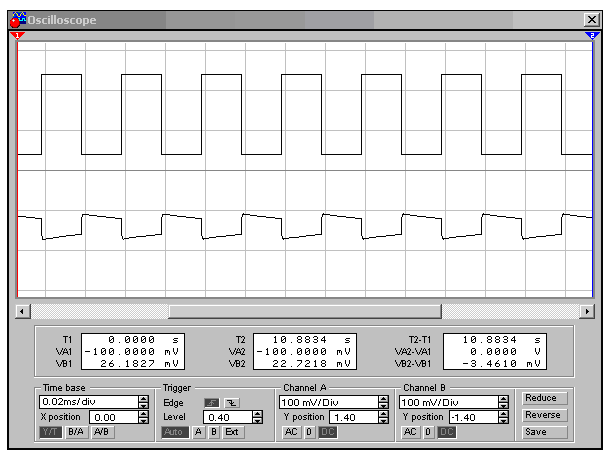 Oscilloscope
1 2
T1 0.0000 s T2 10.8834 s T2-T1 10.8834 s
VA1 -100.0000 mV VA2 -100.0000 mV VA2-VA1 0.0000 V
VB1 26.1827 mV VB2 22.7218 mV VB2-VB1 -3.4610 mV
Time base Trigger Channel A Channel B Reduce
0.02ms/div Edge 100 mV/Div 100 mV/Div
X position 0.00 Level 0.40 Y position 1.40 Y position -1.40 Reverse
Y/T B/A A/B Auto A B Ext AC 0 DC AC 0 DC Save